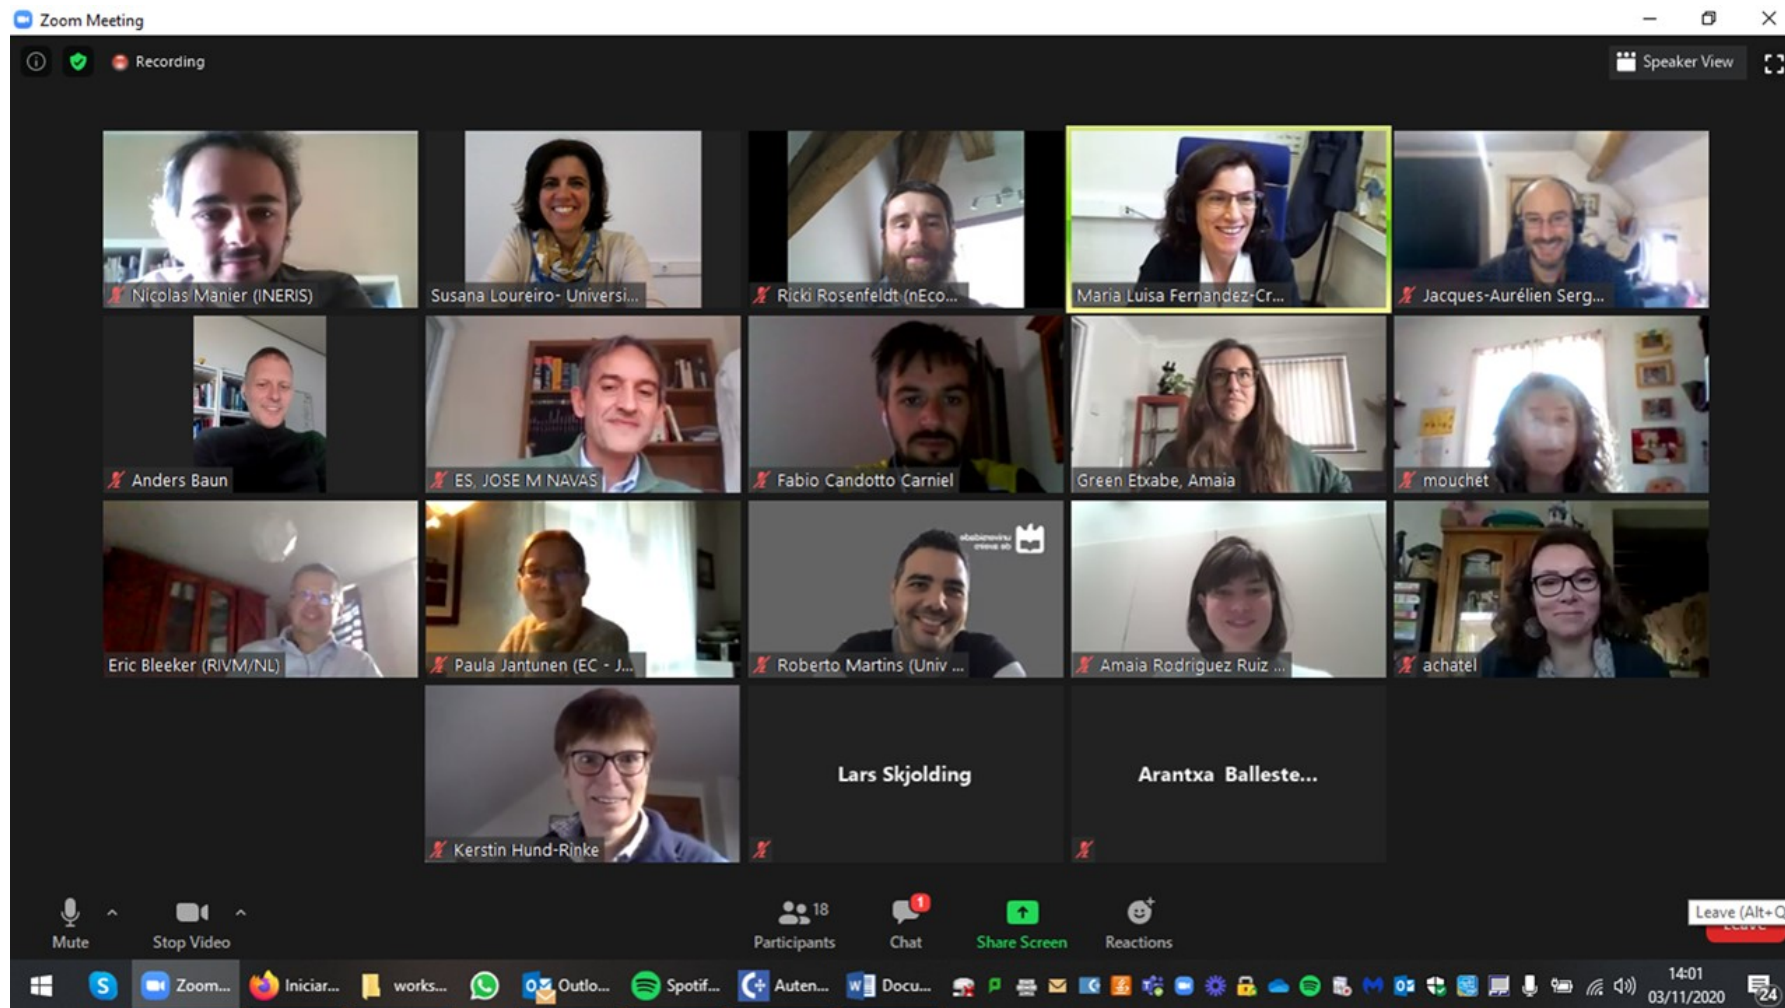 Zoom Meeting
Recording
Speaker View
Nicolas Manier (INERIS)
Susana Loureiro- Universi...
Ricki Rosenfeldt (nEco...
Maria Luisa Fernandez-Cr...
Jacques-Aurélien Serg...
Anders Baun
ES, JOSE M NAVAS
Fabio Candotto Carniel
Green Etxabe, Amaia
mouchet
universidade
de aveiro
Eric Bleeker (RIVM/NL)
Paula Jantunen (EC - J...
Roberto Martins (Univ ...
Amaia Rodriguez Ruiz ...
achatel
Lars Skjolding
Arantxa Balleste...
Kerstin Hund-Rinke
18
1
Leave (Alt+Q
Leave
Mute
Stop Video
Participants
Chat
Share Screen
Reactions
Zoom...
Iniciar...
works...
Outlo...
Spotif...
Auten...
Docu...
14:01
03/11/2020
24